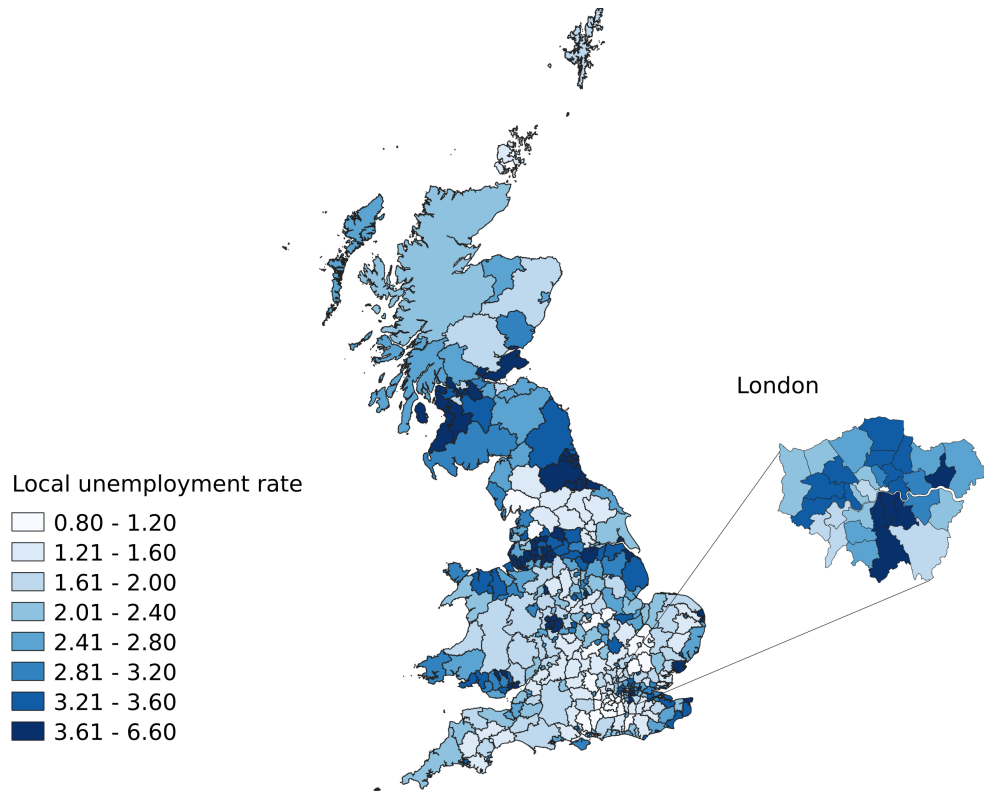 London
Local unemployment rate
0.80 - 1.20
1.21 - 1.60
1.61 - 2.00
2.01 - 2.40
2.41 - 2.80
2.81 - 3.20
3.21 - 3.60
3.61 - 6.60